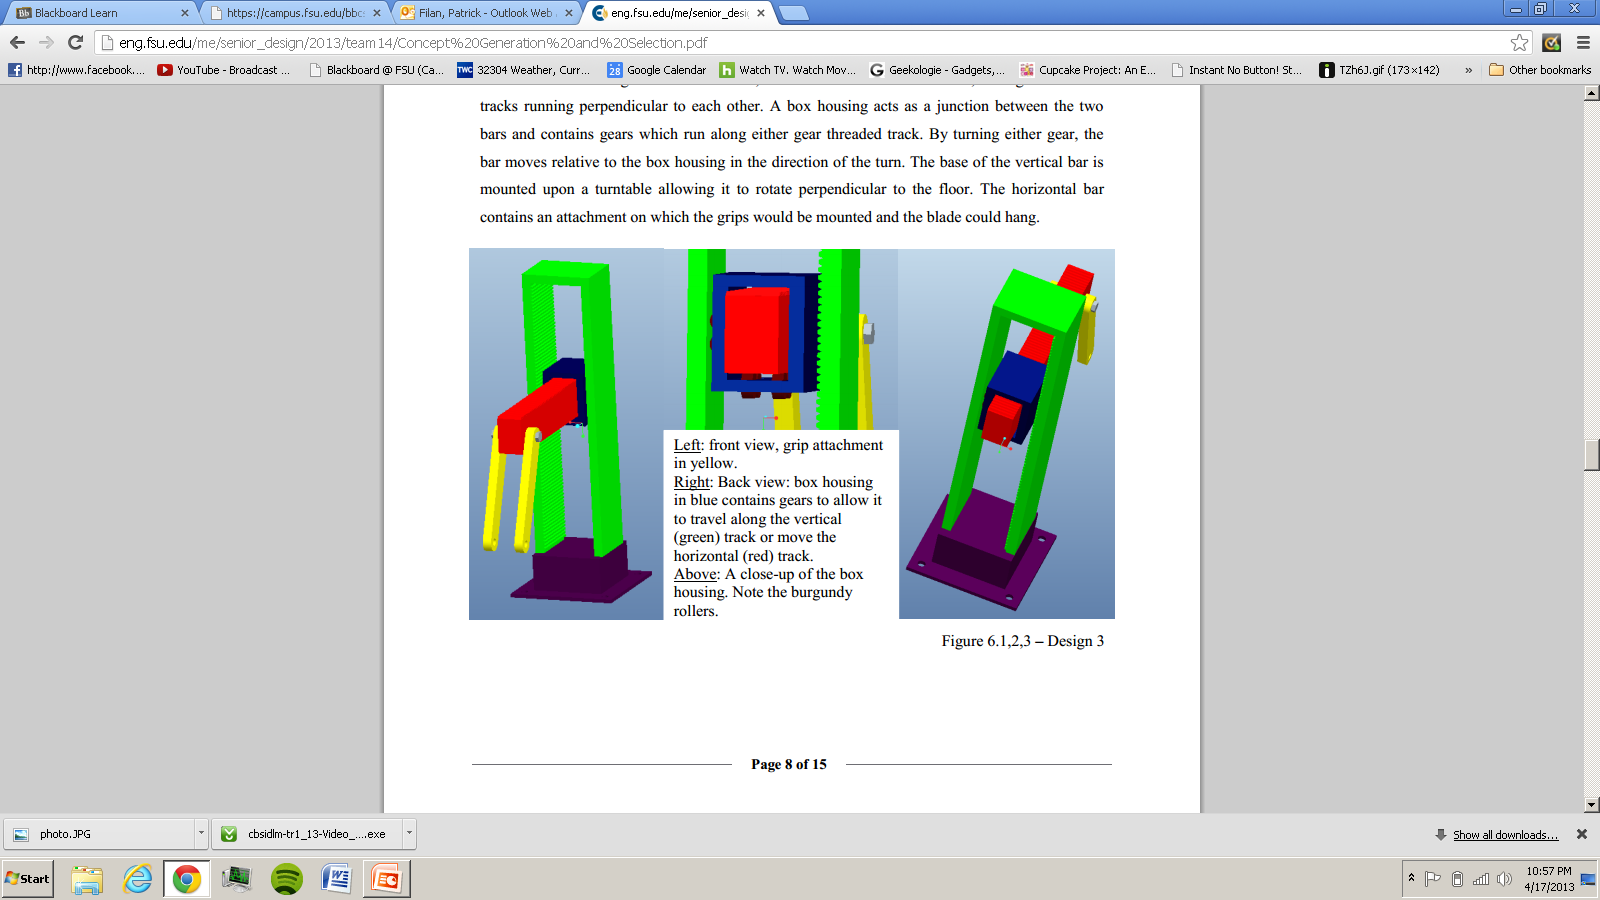 Blackboard Learn
https://campus.fsu.edu/bbcs
Filan, Patrick - Outlook Web
eng.fsu.edu/me/senior_desi
eng.fsu.edu/me/senior_design/2013/team14/Concept%20Generation%20and%20Selection.pdf
http://www.facebook....
YouTube - Broadcast ...
Blackboard @ FSU (Ca...
TWC
32304 Weather, Curr...
28
Google Calendar
h
Watch TV. Watch Mov...
G
Geekologie - Gadgets,...
Cupcake Project: An E...
Instant No Button! St...
TZh6J.gif (173×142)
»
Other bookmarks
tracks running perpendicular to each other. A box housing acts as a junction between the two
bars and contains gears which run along either gear threaded track. By turning either gear, the
bar moves relative to the box housing in the direction of the turn. The base of the vertical bar is
mounted upon a turntable allowing it to rotate perpendicular to the floor. The horizontal bar
contains an attachment on which the grips would be mounted and the blade could hang.
Left: front view, grip attachment
in yellow.
Right: Back view: box housing
in blue contains gears to allow it
to travel along the vertical
(green) track or move the
horizontal (red) track.
Above: A close-up of the box
housing. Note the burgundy
rollers.
Figure 6.1,2,3 – Design 3
Page 8 of 15
photo.JPG
cbsidlm-tr1_13-Video_....exe
Show all downloads...
Start
10:57 PM
4/17/2013